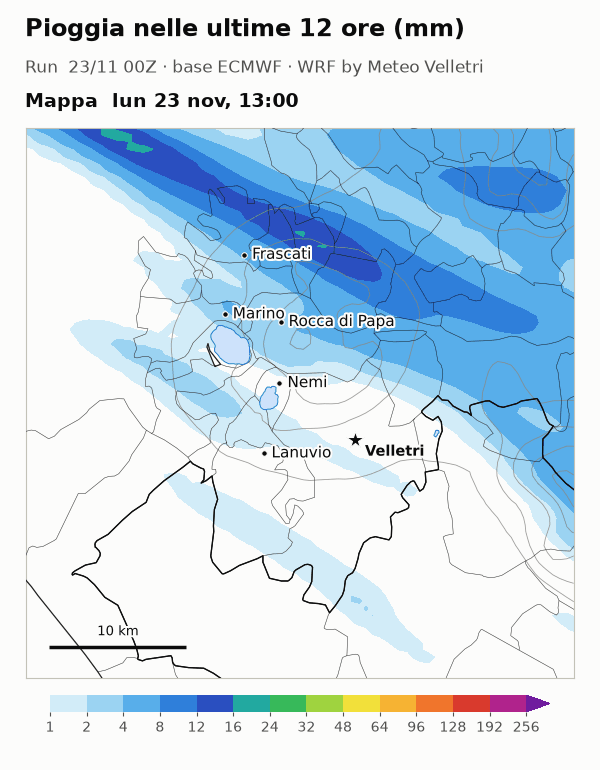 Pioggia nelle ultime 12 ore (mm)
Run 23/11 00Z · base ECMWF · WRF by Meteo Velletri
Mappa lun 23 nov, 13:00
Frascati
Marino
Rocca di Papa
Nemi
Velletri
Lanuvio
10 km
1 2 4 8 12 16 24 32 48 64 96 128 192 256